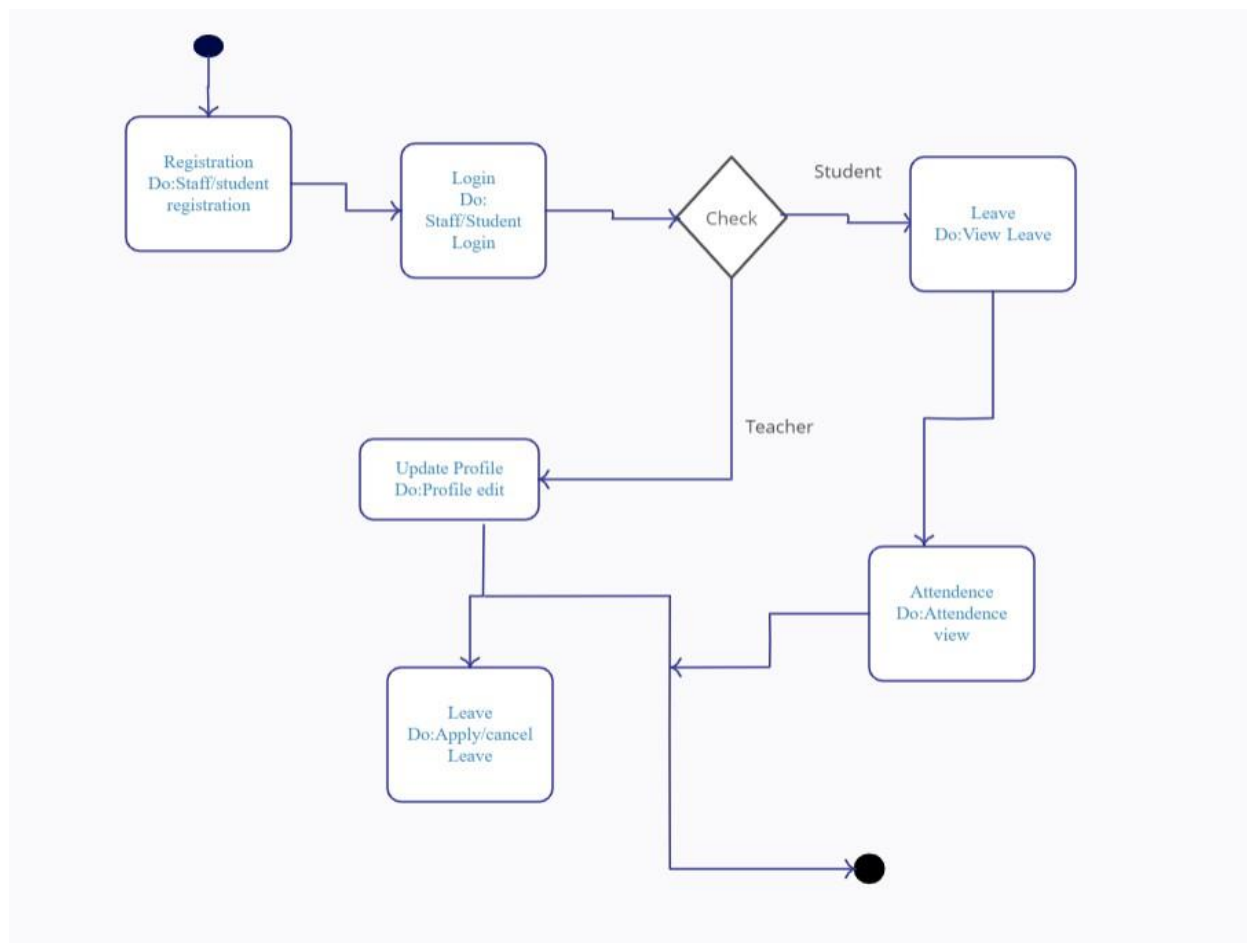 Registration
Do:Staff/student
registration
Login
Do:
Staff/Student
Login
Check
Student
Leave
Do:View Leave
Teacher
Update Profile
Do:Profile edit
Attendence
Do:Attendence
view
Leave
Do:Apply/cancel
Leave